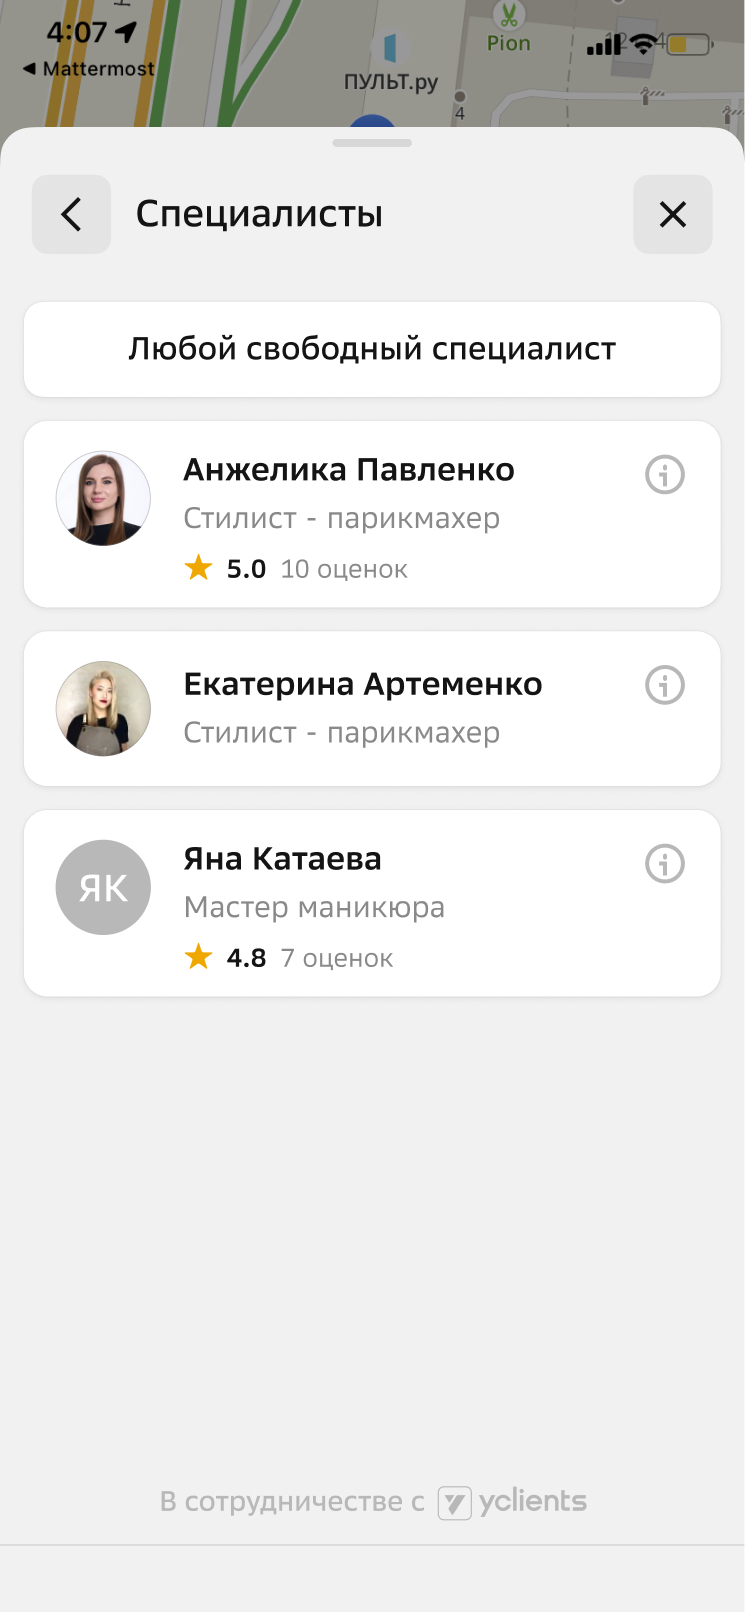 4:07
Mattermost
ПУЛЬТ.ру
Pion
4
Специалисты
Любой свободный специалист
Анжелика Павленко
Стилист - парикмахер
5.0 10 оценок
Екатерина Артеменко
Стилист - парикмахер
ЯК
Яна Катаева
Мастер маникюра
4.8 7 оценок
В сотрудничестве с yclients